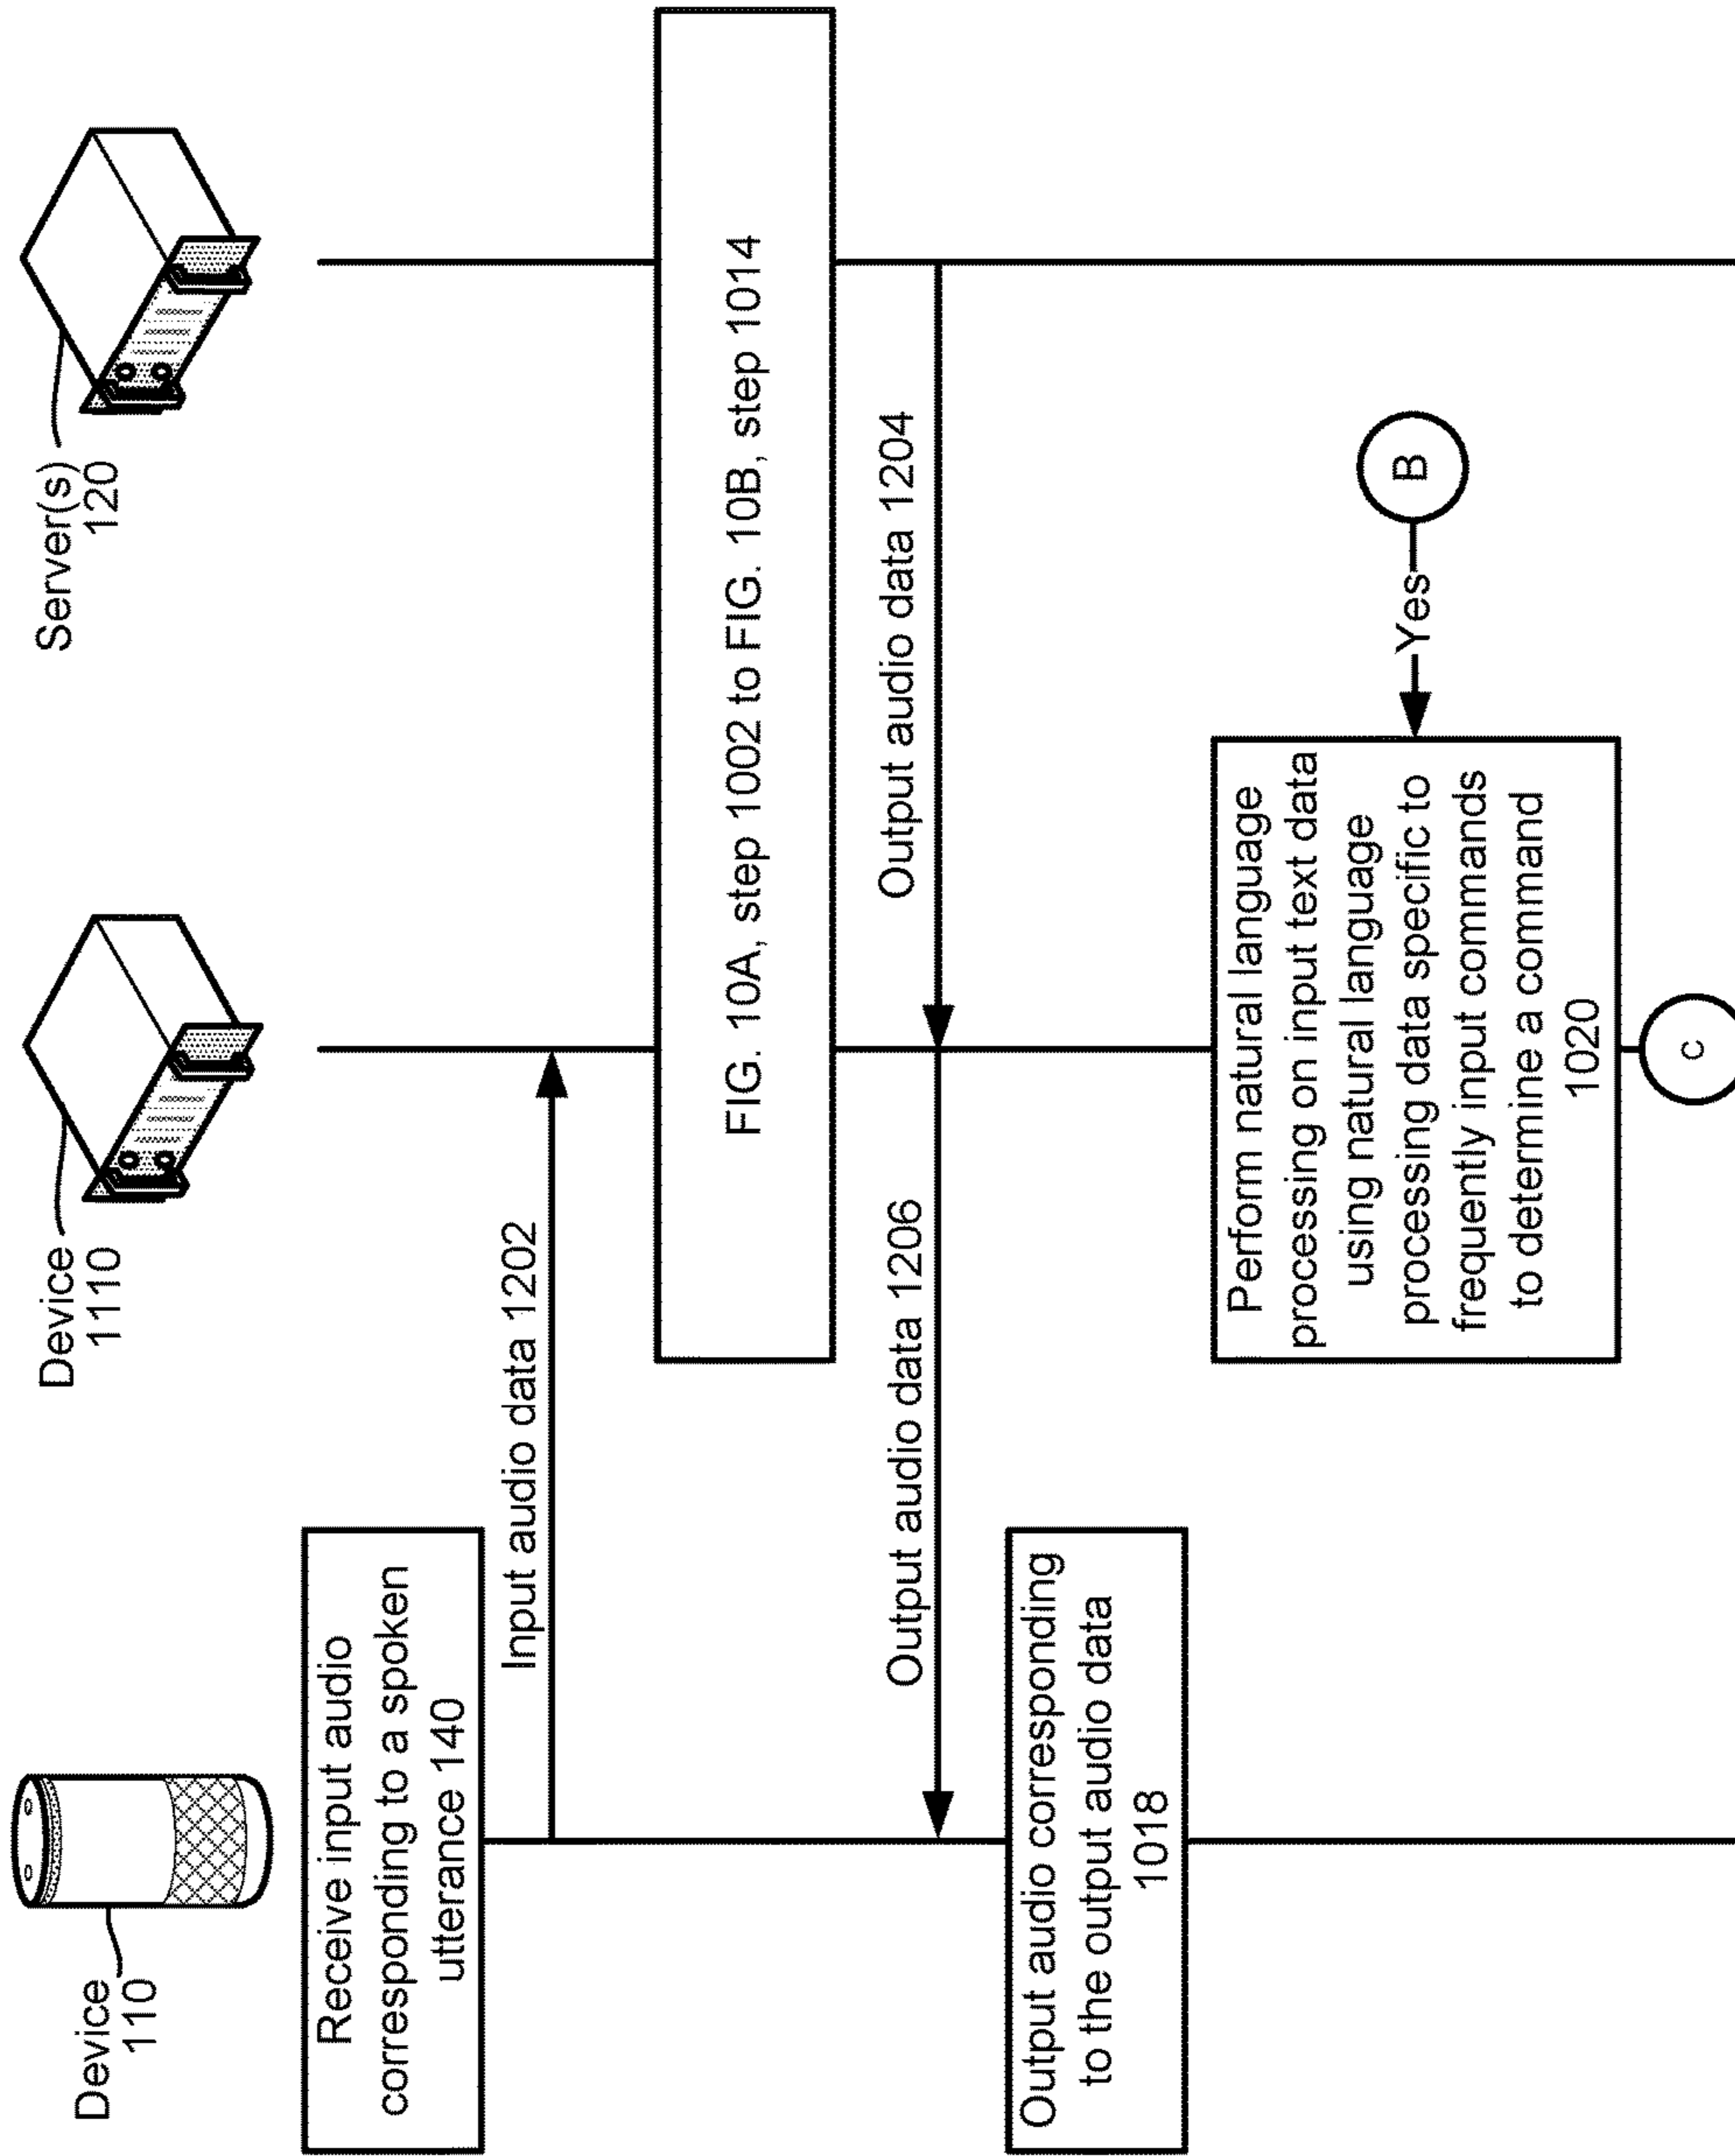 Device
110
Device
1110
Server(s)
120
Receive input audio
corresponding to a spoken
utterance 140
Input audio data 1202
FIG. 10A, step 1002 to FIG. 10B, step 1014
Output audio data 1204
Output audio data 1206
Output audio corresponding
to the output audio data
1018
Perform natural language
processing on input text data
using natural language
processing data specific to
frequently input commands
to determine a command
1020
Yes
B
c